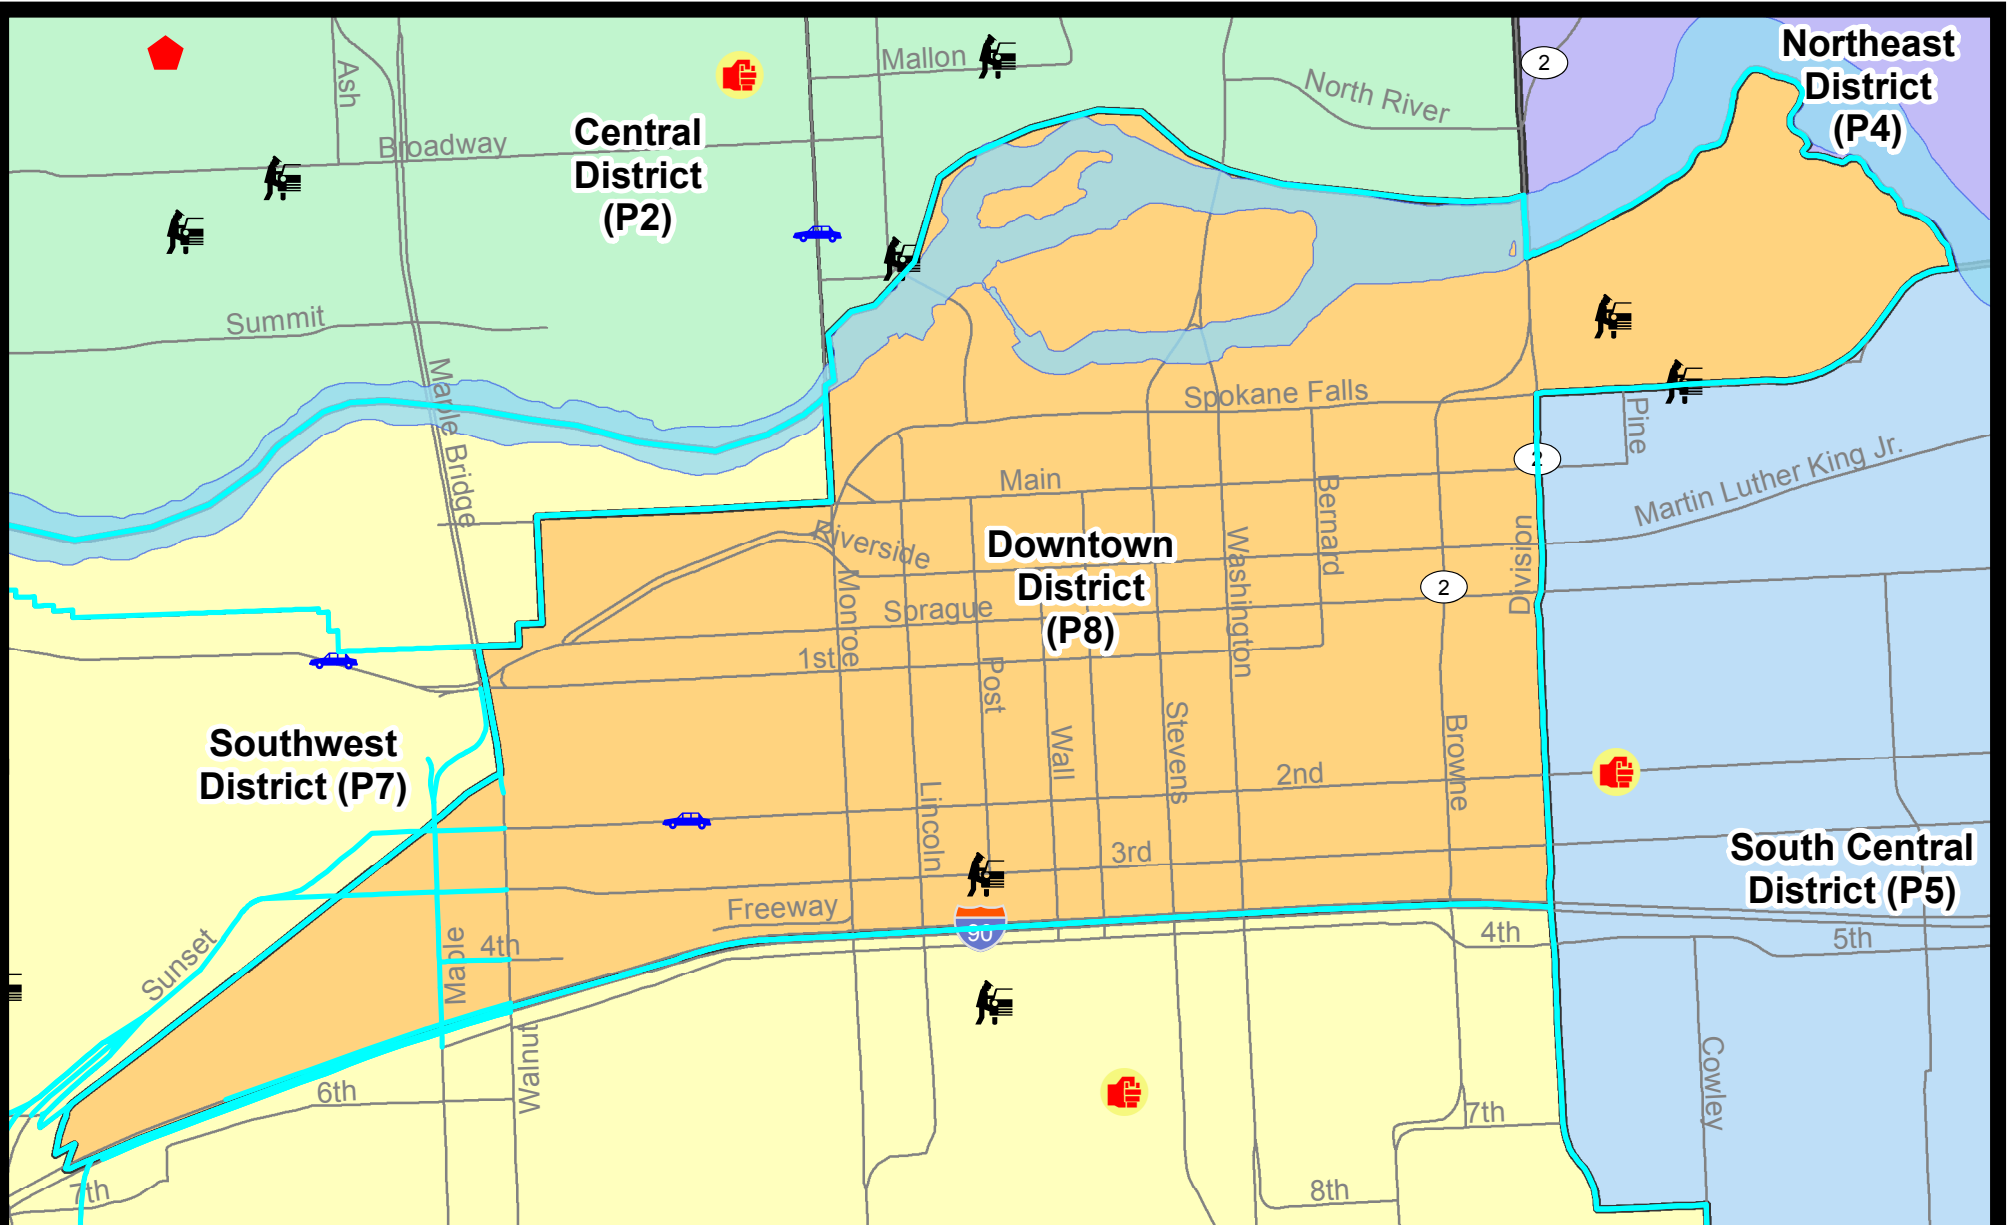 Northeast
District
(P4)
2
Mallon
Ash
North River
Central
District
(P2)
Broadway
Summit
Maple Bridge
Spokane Falls
Pine
2
Main
Bernard
Martin Luther King Jr.
Riverside
Downtown
District
(P8)
Washington
Division
2
Monroe
Sprague
1st
Post
Southwest
District (P7)
Wall
Stevens
Browne
2nd
Lincoln
3rd
South Central
District (P5)
Freeway
90
4th
5th
Sunset
Maple
4th
Walnut
6th
Cowley
7th
7th
8th